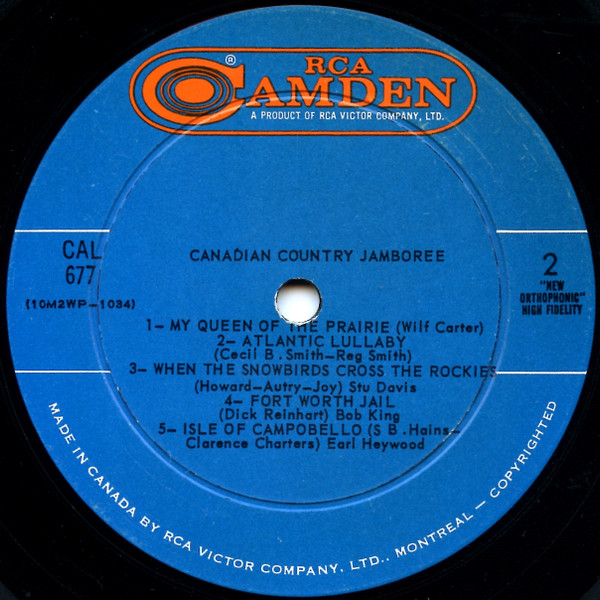 RCA
CAMDEN
®
A PRODUCT OF RCA VICTOR COMPANY, LTD.
CAL
677
(10M2WP-1034)
CANADIAN COUNTRY JAMBOREE
2
"NEW
ORTHOPHONIC"
HIGH FIDELITY
1- MY QUEEN OF THE PRAIRIE (Wilf Carter)
2- ATLANTIC LULLABY
(Cecil B. Smith-Reg Smith)
3- WHEN THE SNOWBIRDS CROSS THE ROCKIES
(Howard-Autry-Joy) Stu Davis
4- FORT WORTH JAIL
(Dick Reinhart) Bob King
5- ISLE OF CAMPOBELLO (S B. Hains-
Clarence Charters) Earl Heywood
MADE IN CANADA BY RCA VICTOR COMPANY, LTD., MONTREAL - COPYRIGHTED